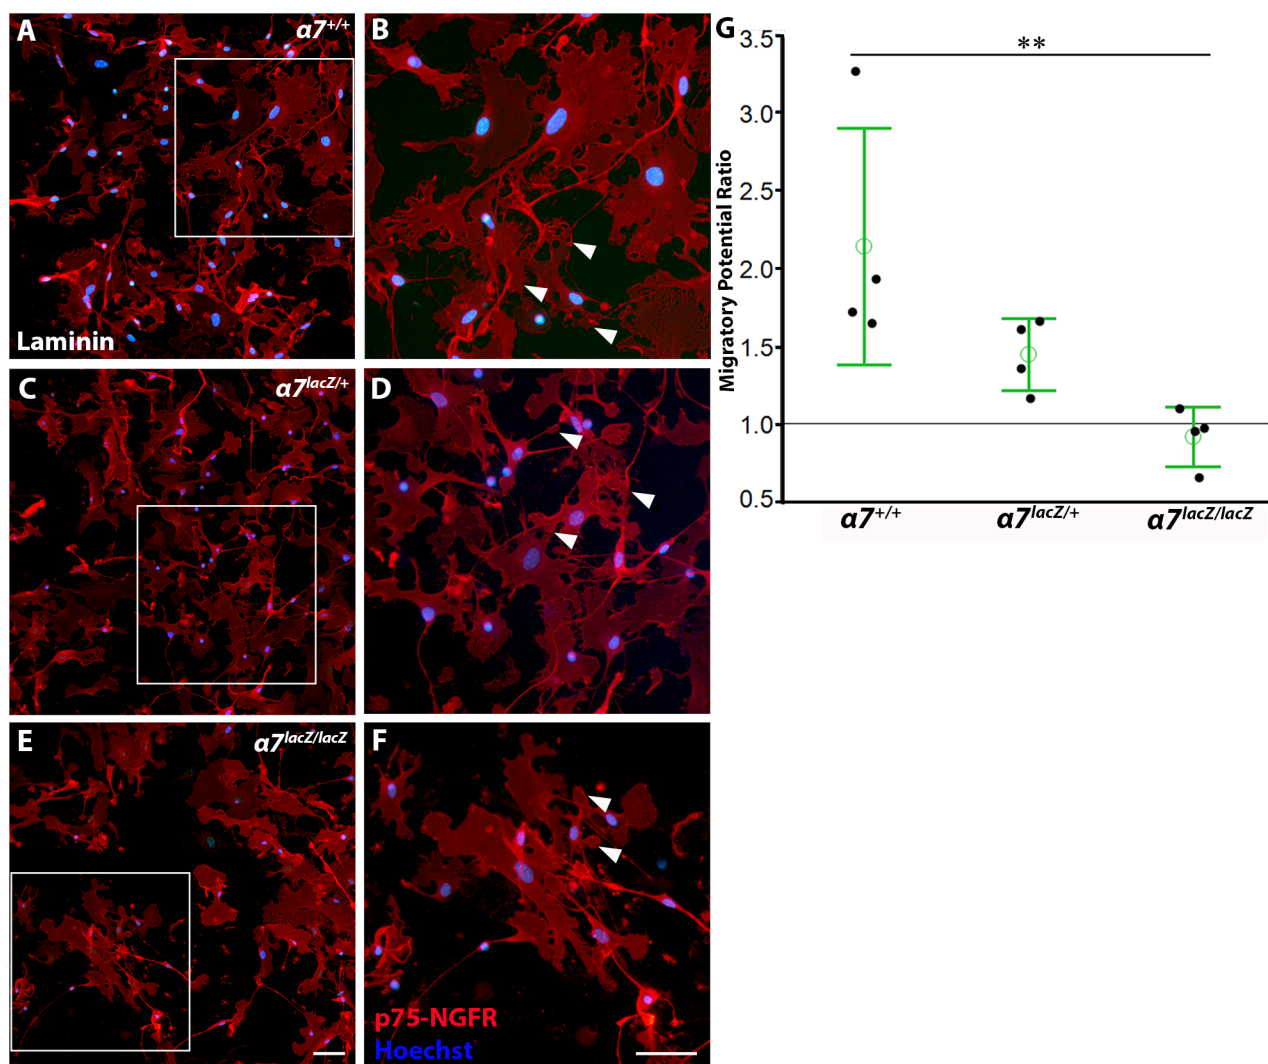 A
α7+/+
Laminin
B
C
α7lacZ/+
D
E
α7lacZ/lacZ
F
p75-NGFR
Hoechst
G
**
Migratory Potential Ratio
3.5
3.0
2.5
2.0
1.5
1.0
0.5
α7+/+
α7lacZ/+
α7lacZ/lacZ